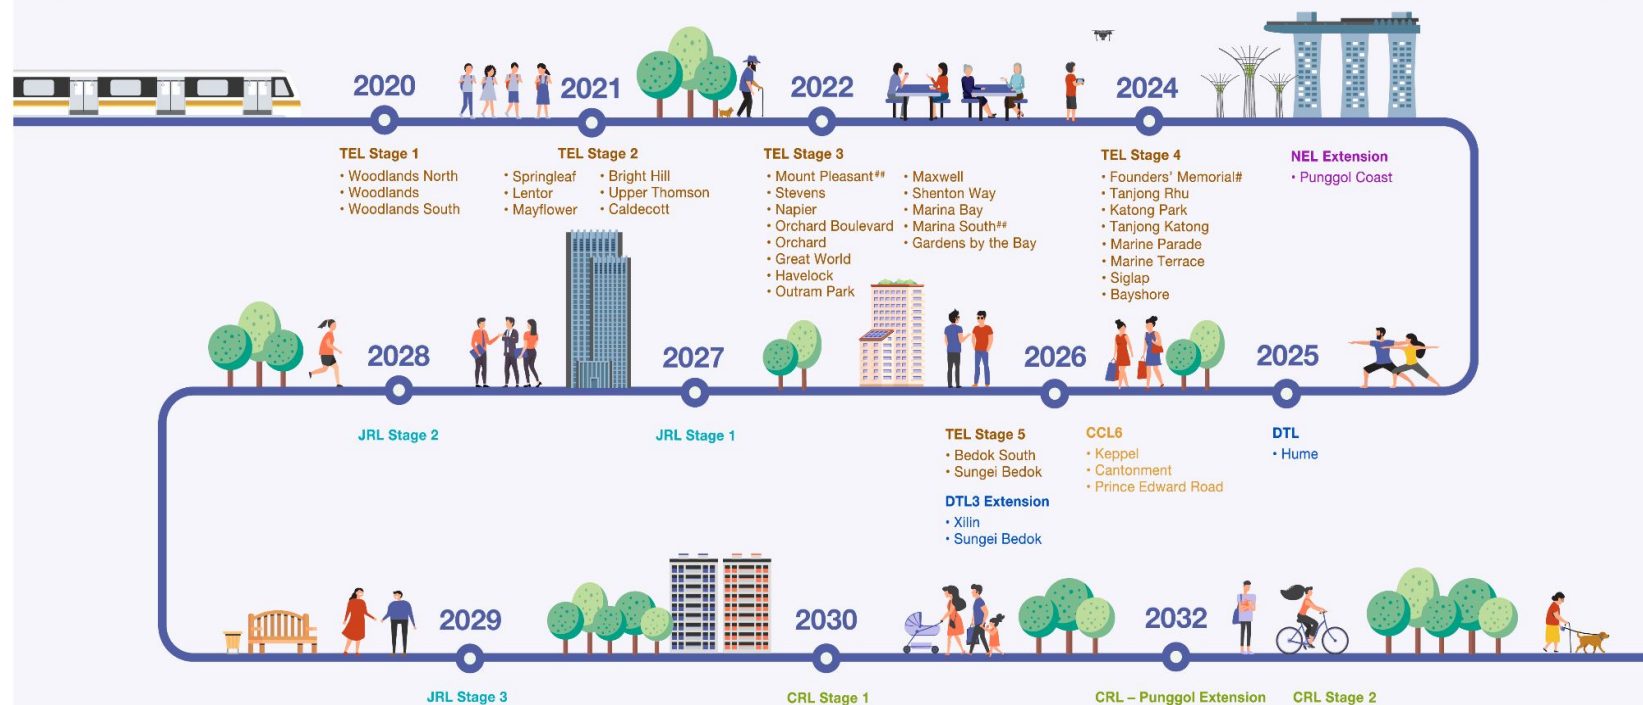 2020
2021
2022
2024
TEL Stage 1
• Woodlands North
• Woodlands
• Woodlands South
TEL Stage 2
• Springleaf
• Lentor
• Mayflower
• Bright Hill
• Upper Thomson
• Caldecott
TEL Stage 3
• Mount Pleasant##
• Stevens
• Napier
• Orchard Boulevard
• Orchard
• Great World
• Havelock
• Outram Park
• Maxwell
• Shenton Way
• Marina Bay
• Marina South##
• Gardens by the Bay
TEL Stage 4
• Founders' Memorial#
• Tanjong Rhu
• Katong Park
• Tanjong Katong
• Marine Parade
• Marine Terrace
• Siglap
• Bayshore
NEL Extension
• Punggol Coast
2025
DTL
• Hume
2026
TEL Stage 5
• Bedok South
• Sungei Bedok
DTL3 Extension
• Xilin
• Sungei Bedok
CCL6
• Keppel
• Cantonment
• Prince Edward Road
2027
JRL Stage 1
2028
JRL Stage 2
2029
JRL Stage 3
2030
CRL Stage 1
2032
CRL – Punggol Extension
CRL Stage 2